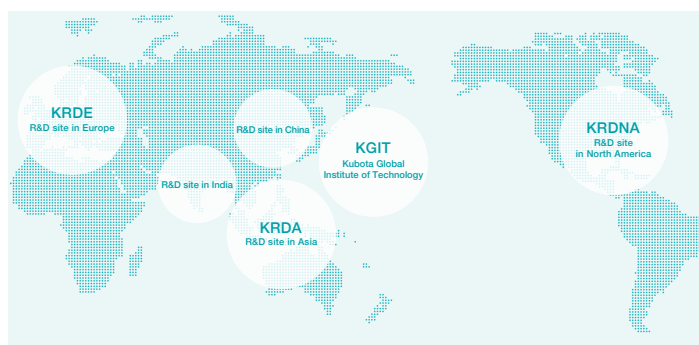 KRDE
R&D site in Europe
R&D site in China
R&D site in India
KGIT
Kubota Global
Institute of Technology
KRDA
R&D site in Asia
KRDNA
R&D site
in North America